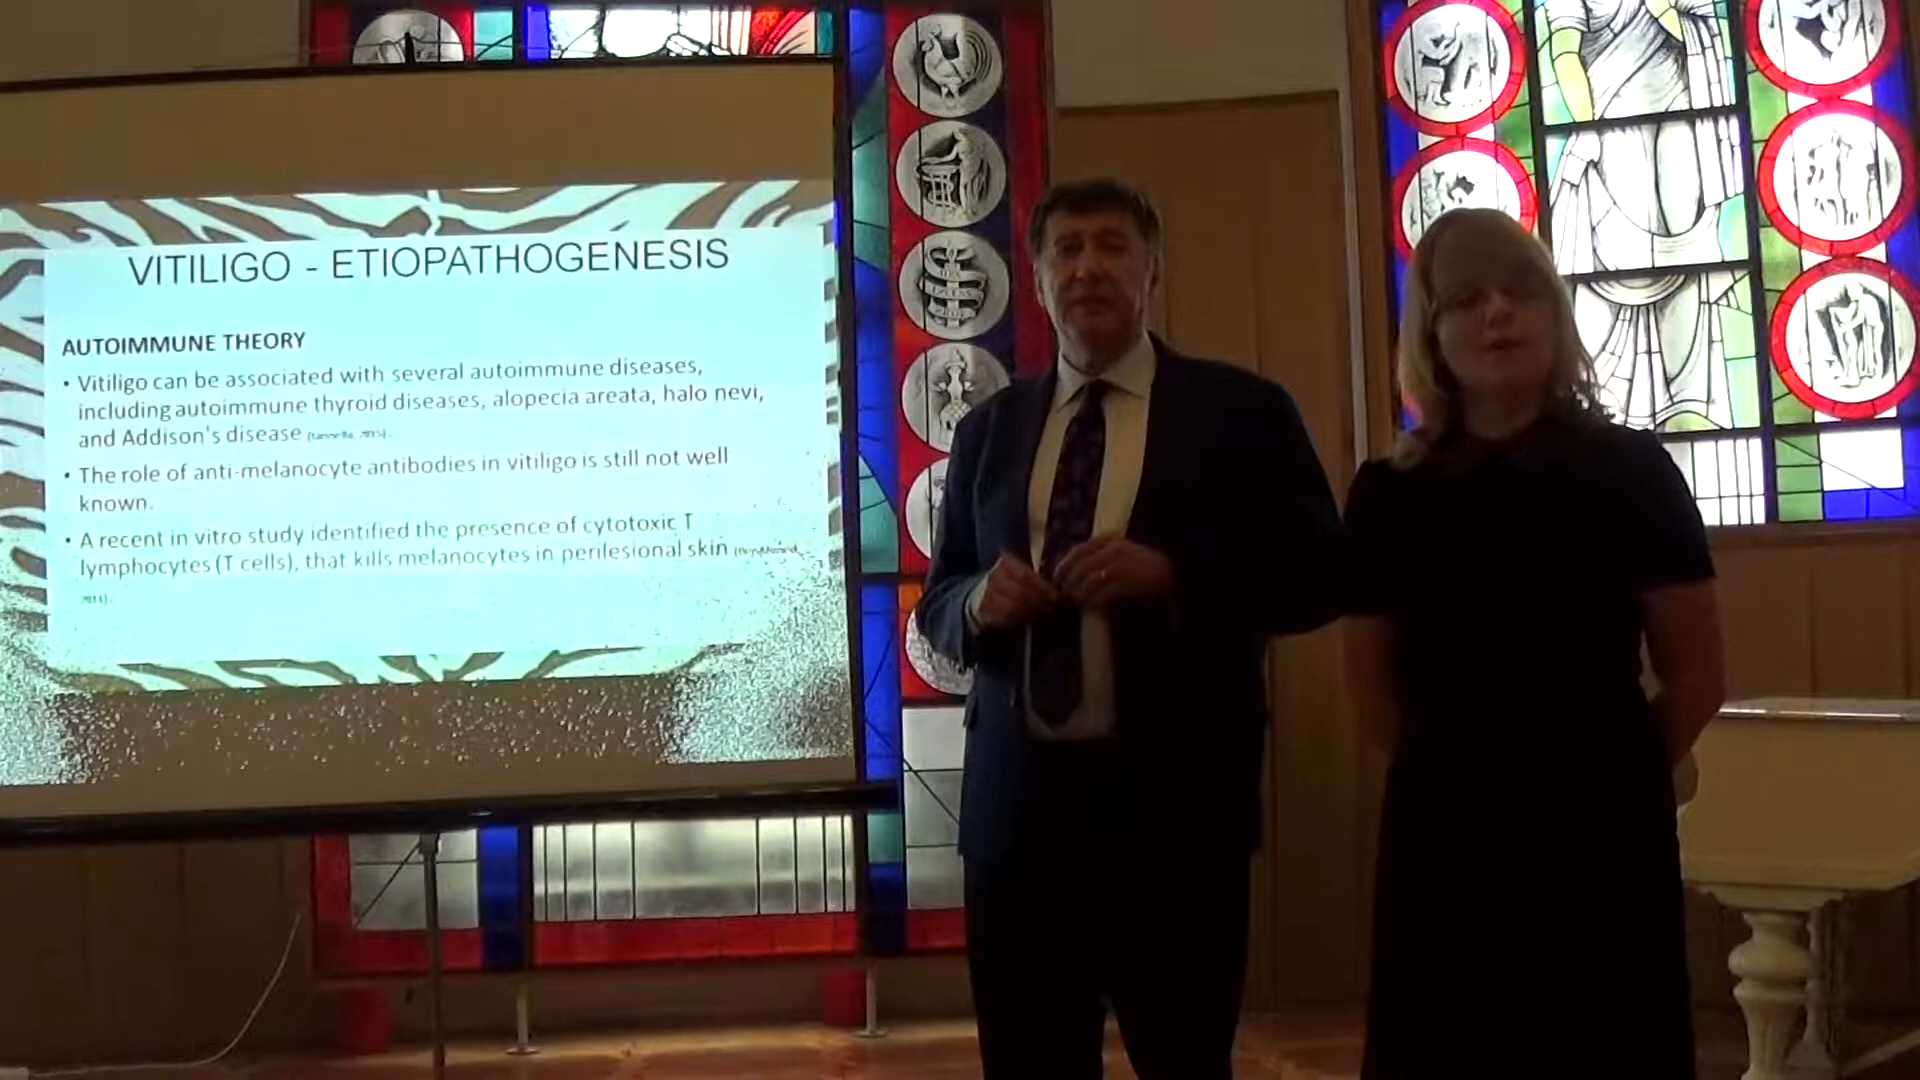 VITILIGO - ETIOPATHOGENESIS
AUTOIMMUNE THEORY
• Vitiligo can be associated with several autoimmune diseases,
including autoimmune thyroid diseases, alopecia areata, halo nevi,
and Addison's disease
• The role of anti-melanocyte antibodies in vitiligo is still not well
known.
• A recent in vitro study identified the presence of cytotoxic T
lymphocytes (T cells), that kills melanocytes in perilesional skin